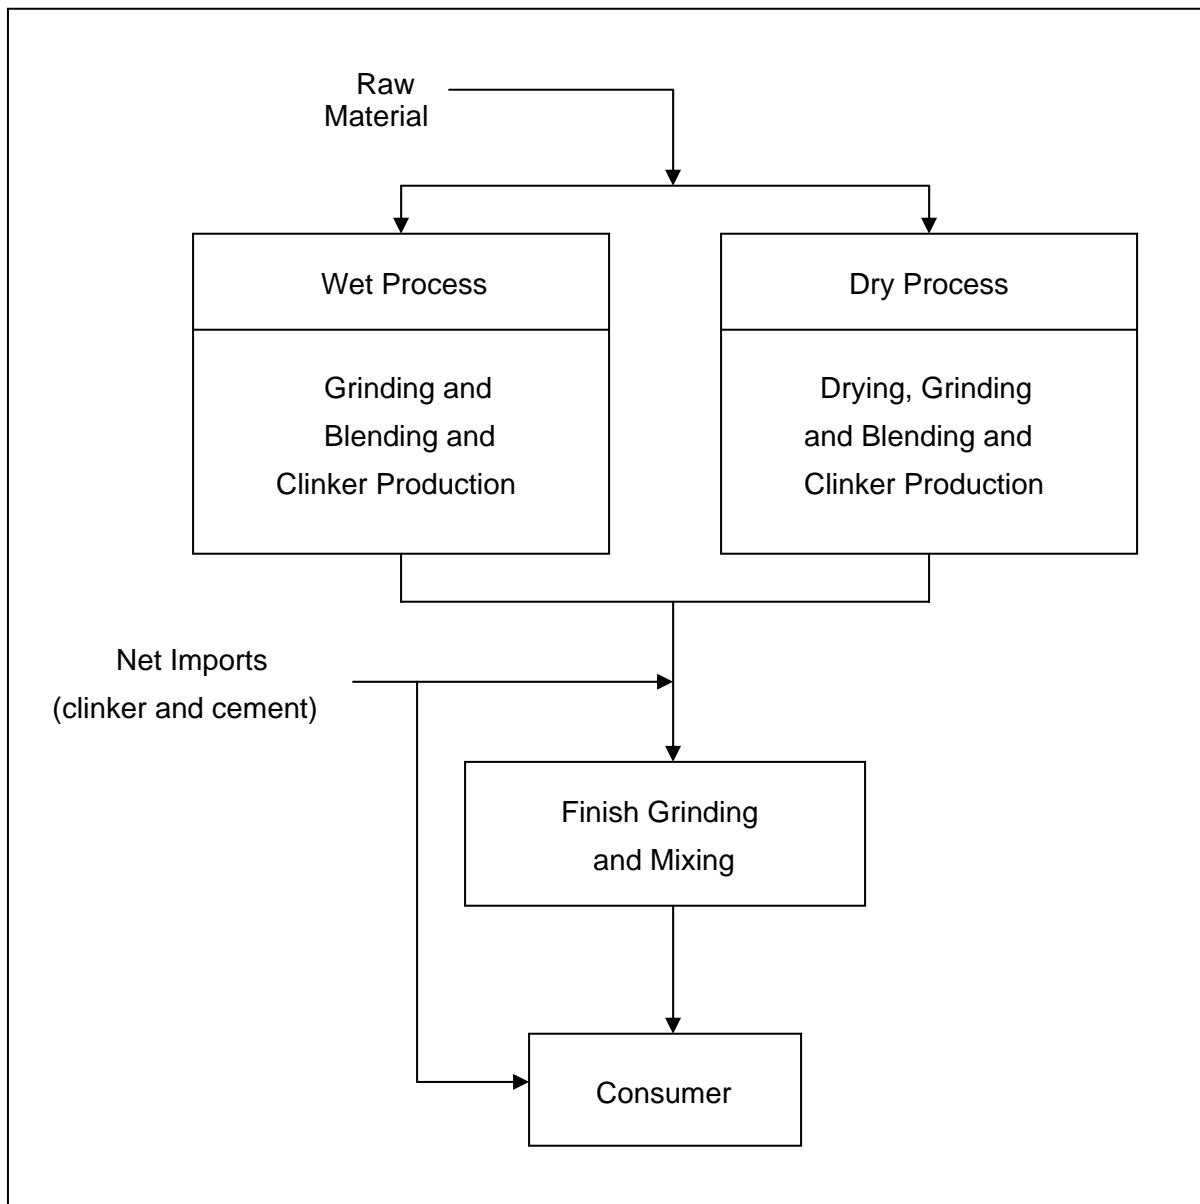 Raw
Material
Wet Process
Dry Process
Grinding and
Blending and
Clinker Production
Drying, Grinding
and Blending and
Clinker Production
Net Imports
(clinker and cement)
Finish Grinding
and Mixing
Consumer